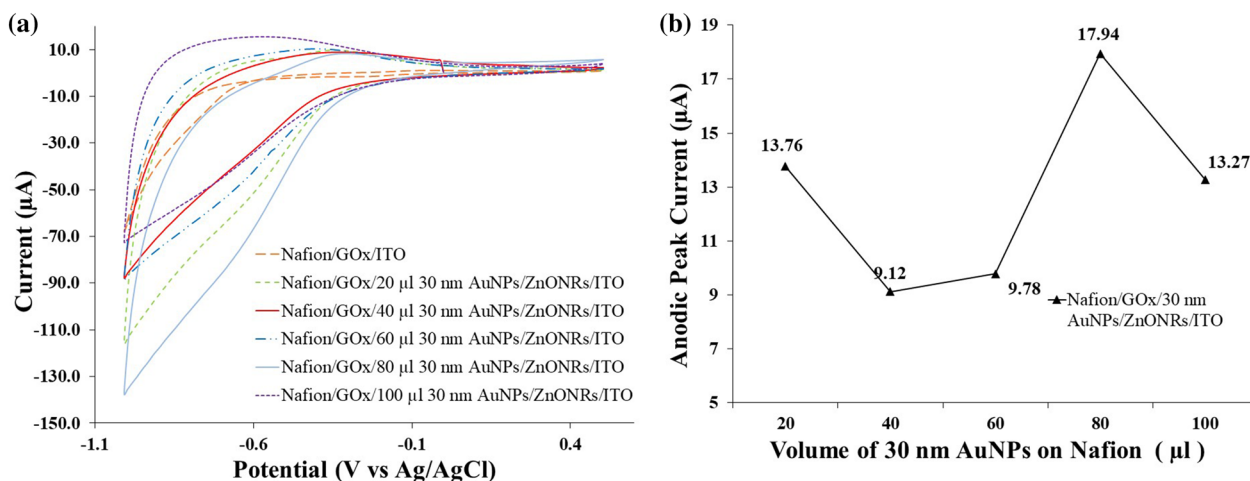 (a)
10.0
-10.0
-30.0
-50.0
-70.0
-90.0
-110.0
-130.0
-150.0
Current (µA)
-1.1
-0.6
-0.1
0.4
Potential (V vs Ag/AgCl)
Nafion/GOx/ITO
Nafion/GOx/20 µl 30 nm AuNPs/ZnONRs/ITO
Nafion/GOx/40 µl 30 nm AuNPs/ZnONRs/ITO
Nafion/GOx/60 µl 30 nm AuNPs/ZnONRs/ITO
Nafion/GOx/80 µl 30 nm AuNPs/ZnONRs/ITO
Nafion/GOx/100 µl 30 nm AuNPs/ZnONRs/ITO
(b)
19
17
15
13
11
9
7
5
Anodic Peak Current (µA)
13.76
9.12
9.78
17.94
13.27
Nafion/GOx/30 nm
AuNPs/ZnONRs/ITO
20
40
60
80
100
Volume of 30 nm AuNPs on Nafion ( µl )